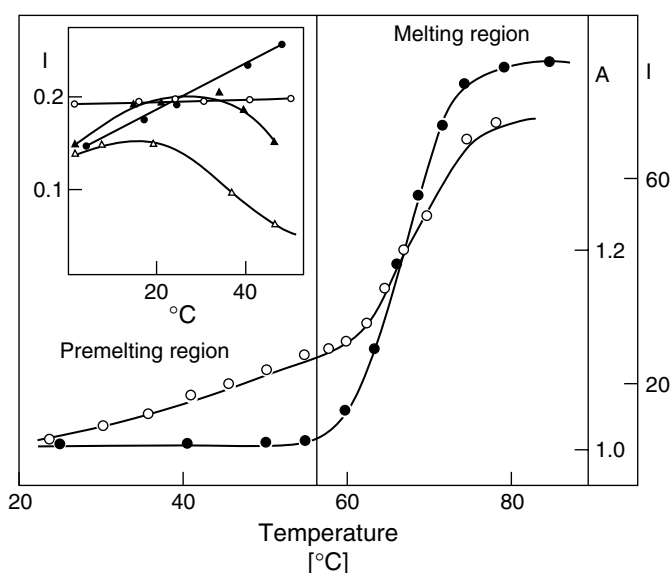 Melting region
I
A
I
0.2
0.1
60
1.2
20
40
°C
Premelting region
20
1.0
20
40
60
80
Temperature
[°C]